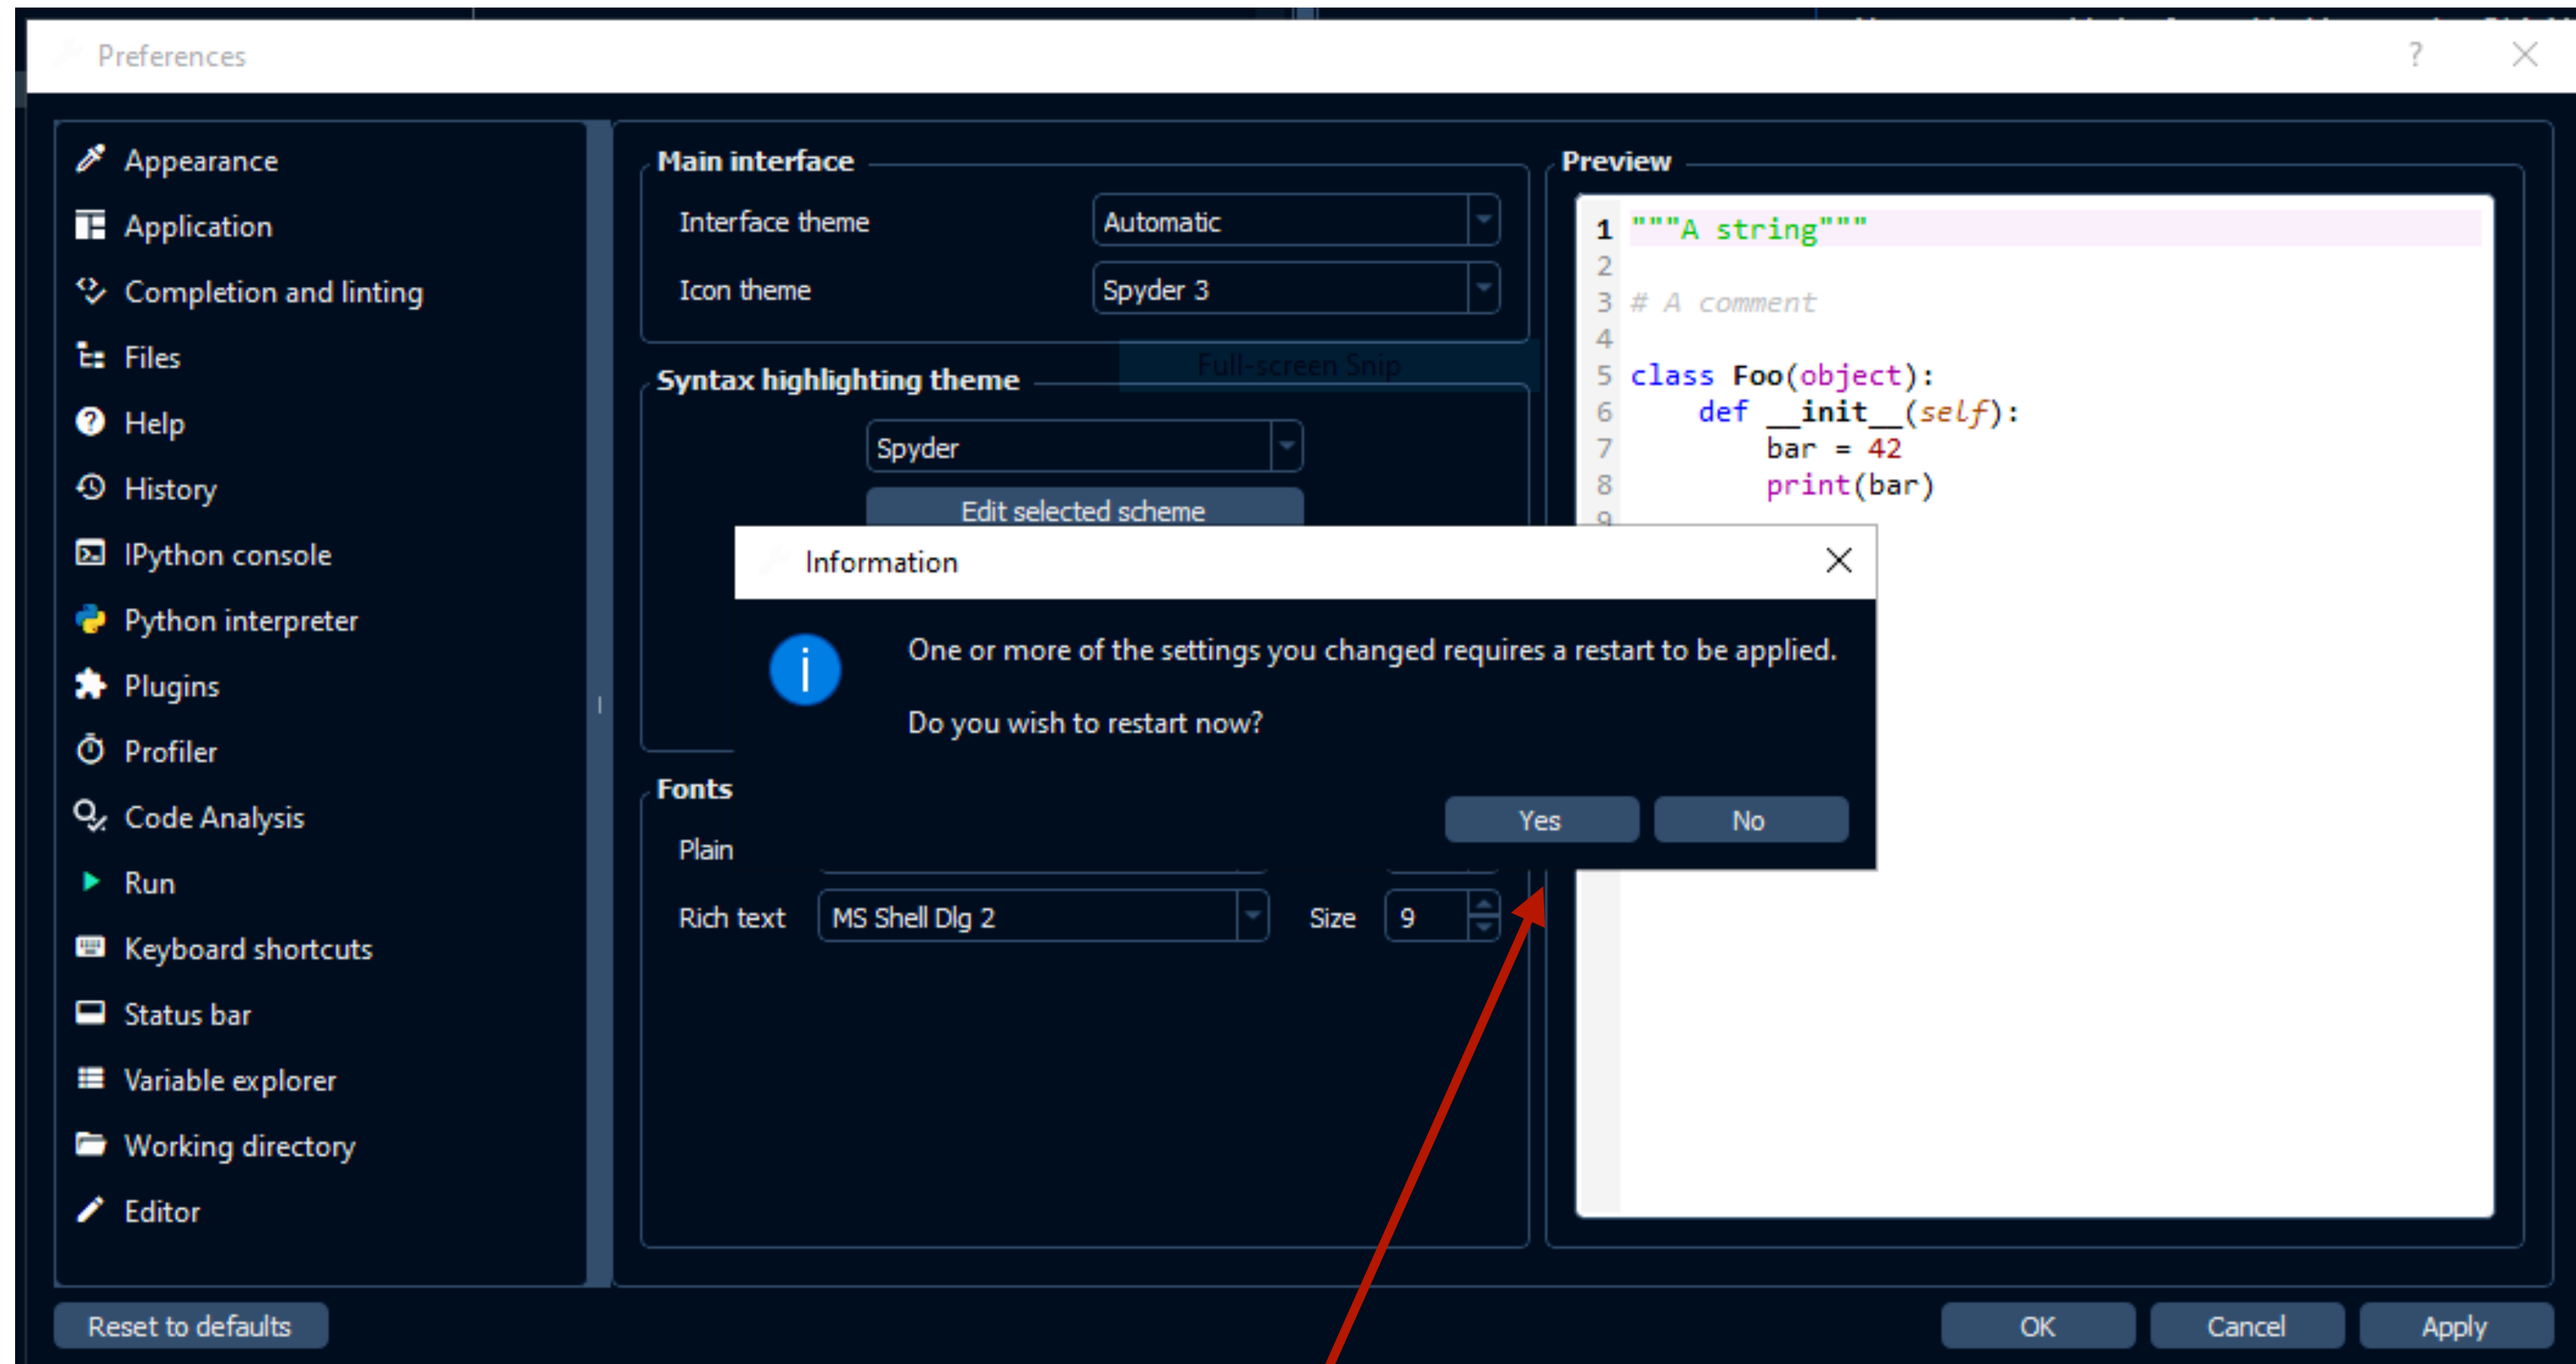 Preferences
?
Appearance
Application
Completion and linting
Files
Help
History
IPython console
Python interpreter
Plugins
Profiler
Code Analysis
Run
Keyboard shortcuts
Status bar
Variable explorer
Working directory
Editor
Main interface
Interface theme Automatic
Icon theme Spyder 3
Full-screen Snip
Syntax highlighting theme
Spyder
Edit selected scheme
Information
One or more of the settings you changed requires a restart to be applied.
Do you wish to restart now?
Yes No
Fonts
Plain
Rich text MS Shell Dlg 2 Size 9
Preview
1 """A string"""
2
3 # A comment
4
5 class Foo(object):
6     def __init__(self):
7         bar = 42
8         print(bar)
9
Reset to defaults OK Cancel Apply